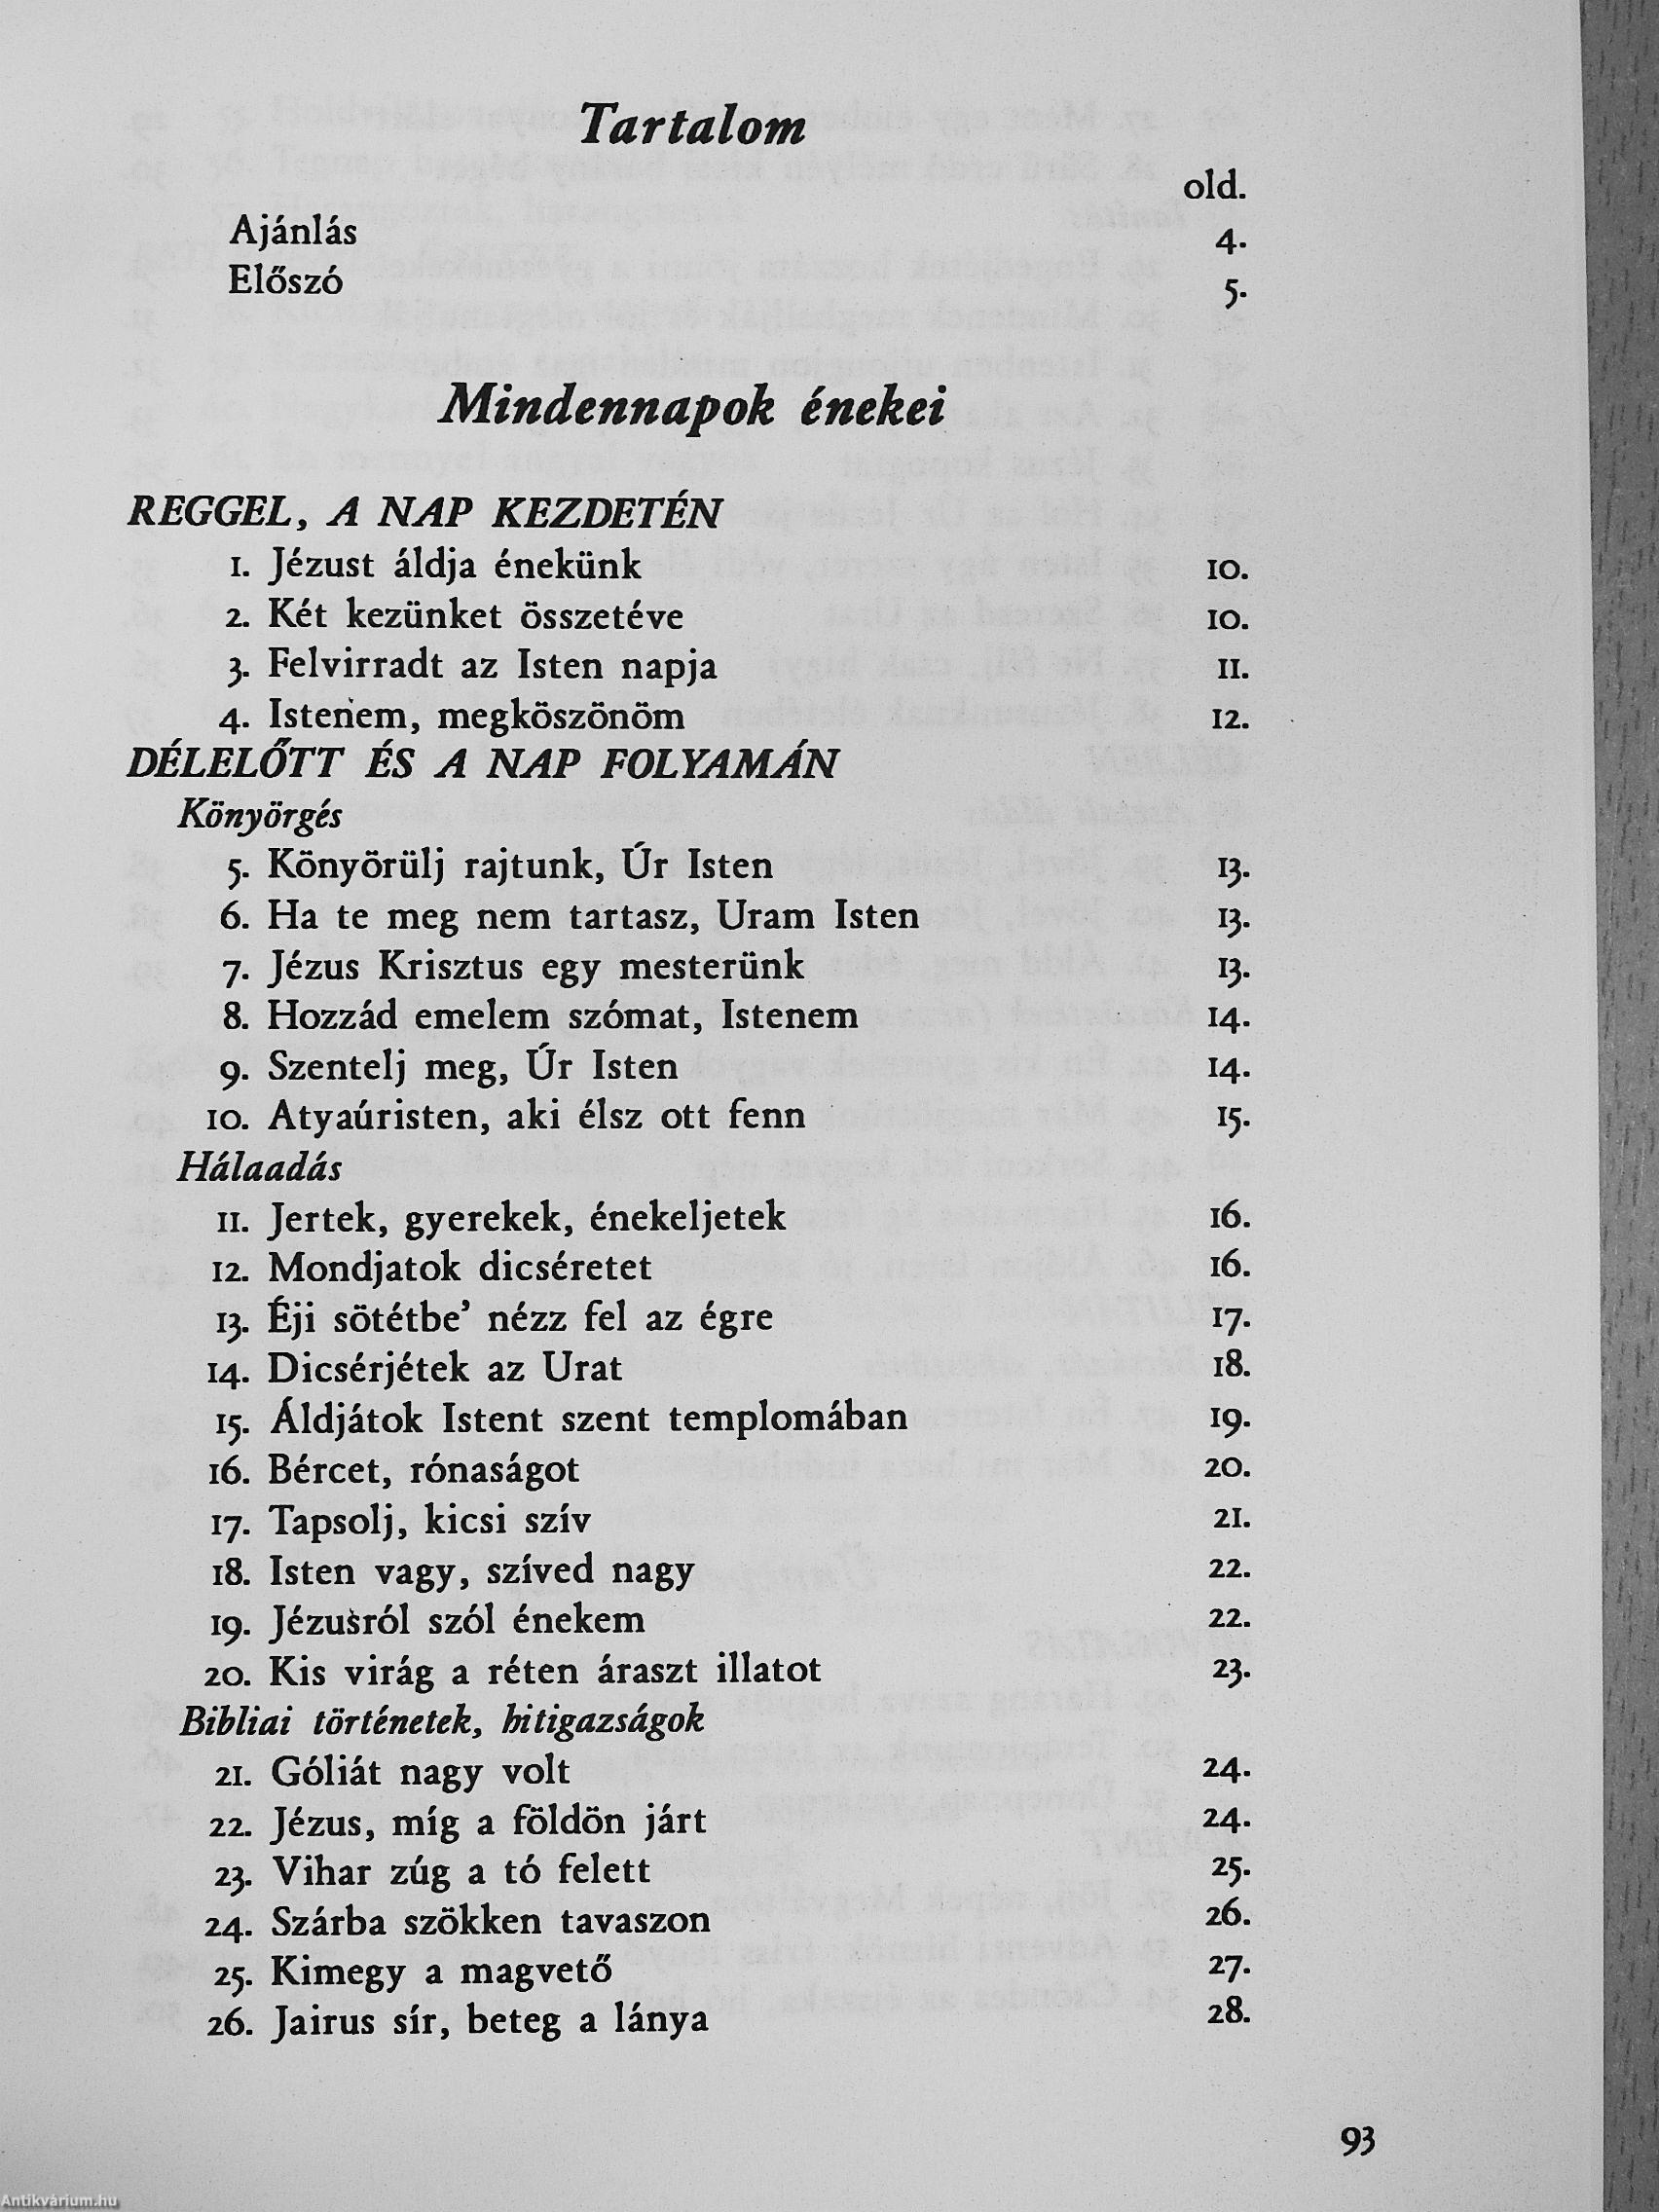 Tartalom
old.
Ajánlás 4.
Előszó 5.
Mindennapok énekei
REGGEL, A NAP KEZDETÉN
1. Jézust áldja énekünk 10.
2. Két kezünket összetéve 10.
3. Felvirradt az Isten napja 11.
4. Istenem, megköszönöm 12.
DÉLELŐTT ÉS A NAP FOLYAMÁN
Könyörgés
5. Könyörülj rajtunk, Úr Isten 13.
6. Ha te meg nem tartasz, Uram Isten 13.
7. Jézus Krisztus egy mesterünk 13.
8. Hozzád emelem szómat, Istenem 14.
9. Szentelj meg, Úr Isten 14.
10. Atyaúristen, aki élsz ott fenn 15.
Hálaadás
11. Jertek, gyerekek, énekeljetek 16.
12. Mondjatok dicséretet 16.
13. Éji sötétbe' nézz fel az égre 17.
14. Dicsérjétek az Urat 18.
15. Áldjátok Istent szent templomában 19.
16. Bércet, rónaságot 20.
17. Tapsolj, kicsi szív 21.
18. Isten vagy, szíved nagy 22.
19. Jézusról szól énekem 22.
20. Kis virág a réten áraszt illatot 23.
Bibliai történetek, hitigazságok
21. Góliát nagy volt 24.
22. Jézus, míg a földön járt 24.
23. Vihar zúg a tó felett 25.
24. Szárba szökken tavaszon 26.
25. Kimegy a magvető 27.
26. Jairus sír, beteg a lánya 28.
93
Antikvárium.hu